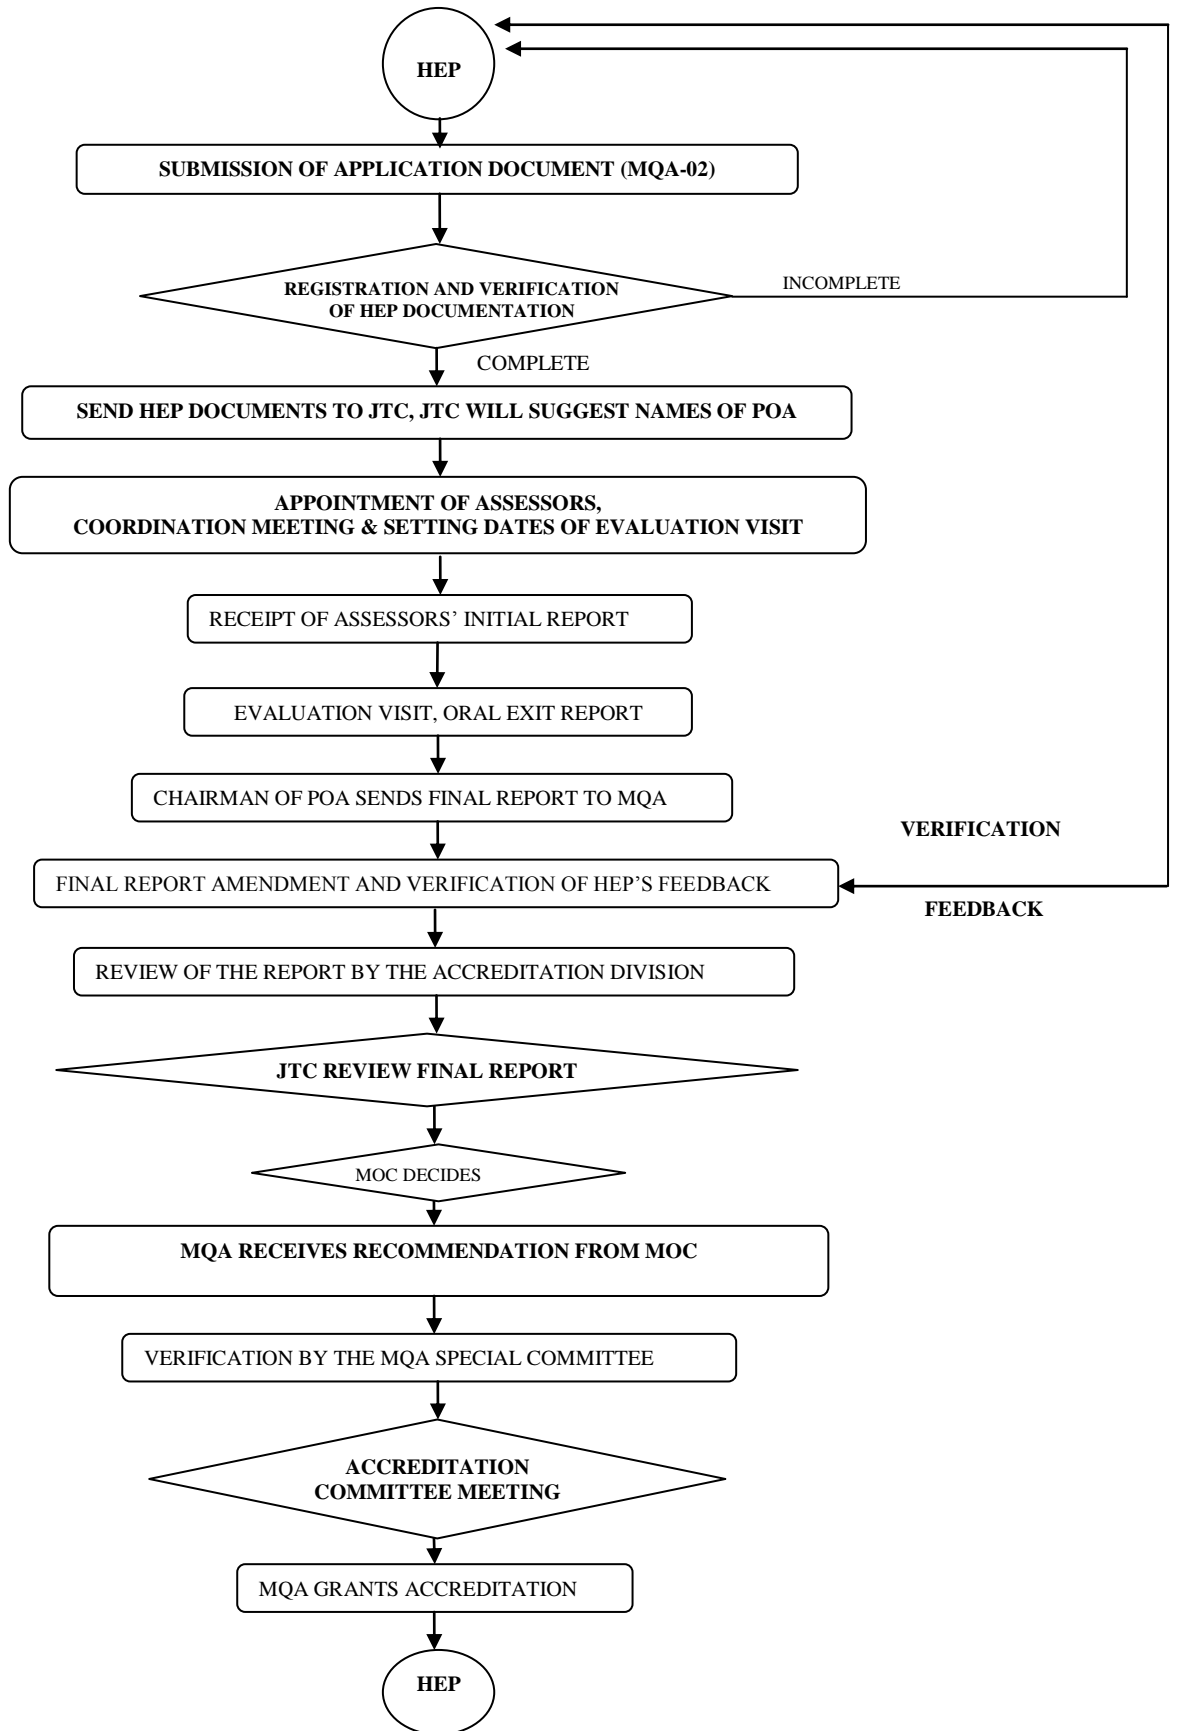 HEP
SUBMISSION OF APPLICATION DOCUMENT (MQA-02)
REGISTRATION AND VERIFICATION
OF HEP DOCUMENTATION
INCOMPLETE
COMPLETE
SEND HEP DOCUMENTS TO JTC, JTC WILL SUGGEST NAMES OF POA
APPOINTMENT OF ASSESSORS,
COORDINATION MEETING & SETTING DATES OF EVALUATION VISIT
RECEIPT OF ASSESSORS’ INITIAL REPORT
EVALUATION VISIT, ORAL EXIT REPORT
CHAIRMAN OF POA SENDS FINAL REPORT TO MQA
VERIFICATION
FINAL REPORT AMENDMENT AND VERIFICATION OF HEP’S FEEDBACK
FEEDBACK
REVIEW OF THE REPORT BY THE ACCREDITATION DIVISION
JTC REVIEW FINAL REPORT
MOC DECIDES
MQA RECEIVES RECOMMENDATION FROM MOC
VERIFICATION BY THE MQA SPECIAL COMMITTEE
ACCREDITATION
COMMITTEE MEETING
MQA GRANTS ACCREDITATION
HEP